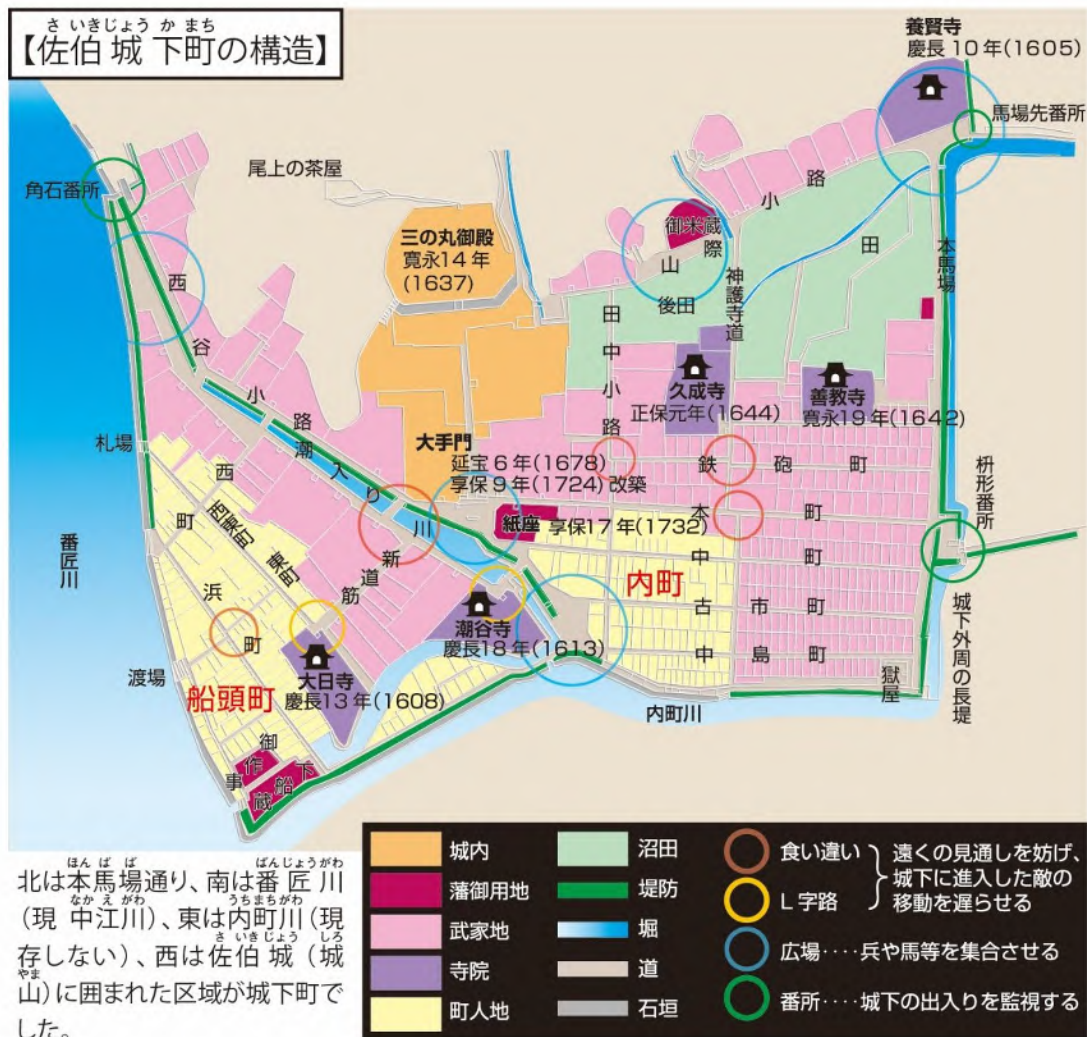 さいきじょうかまち
【佐伯城下町の構造】
養賢寺
慶長10年(1605)
馬場先番所
角石番所
尾上の茶屋
三の丸御殿
寛永14年
(1637)
御米蔵
山際小路
後田
田
神護寺道
本馬場
田中小路
久成寺
正保元年(1644)
善教寺
寛永19年(1642)
西谷小路
潮入り川
大手門
延宝6年(1678)
享保9年(1724)改築
鉄砲町
本町
紙座 享保17年(1732)
中町
内町
古市町
中島町
枡形番所
城下外周の長堤
獄屋
札場
番匠川
西町
西東町
東町
新道筋
浜町
潮谷寺
慶長18年(1613)
渡場
船頭町
大日寺
慶長13年(1608)
内町川
御作事
御船下蔵
城内
藩御用地
武家地
寺院
町人地
沼田
堤防
堀
道
石垣
食い違い
L字路
遠くの見通しを妨げ、
城下に進入した敵の
移動を遅らせる
広場‥‥兵や馬等を集合させる
番所‥‥城下の出入りを監視する
ほんばば ばんじょうがわ
北は本馬場通り、南は番匠川
なかえがわ うちまちがわ
(現 中江川)、東は内町川(現
さいきじょう しろ
存しない)、西は佐伯城(城
やま
山)に囲まれた区域が城下町で
した。